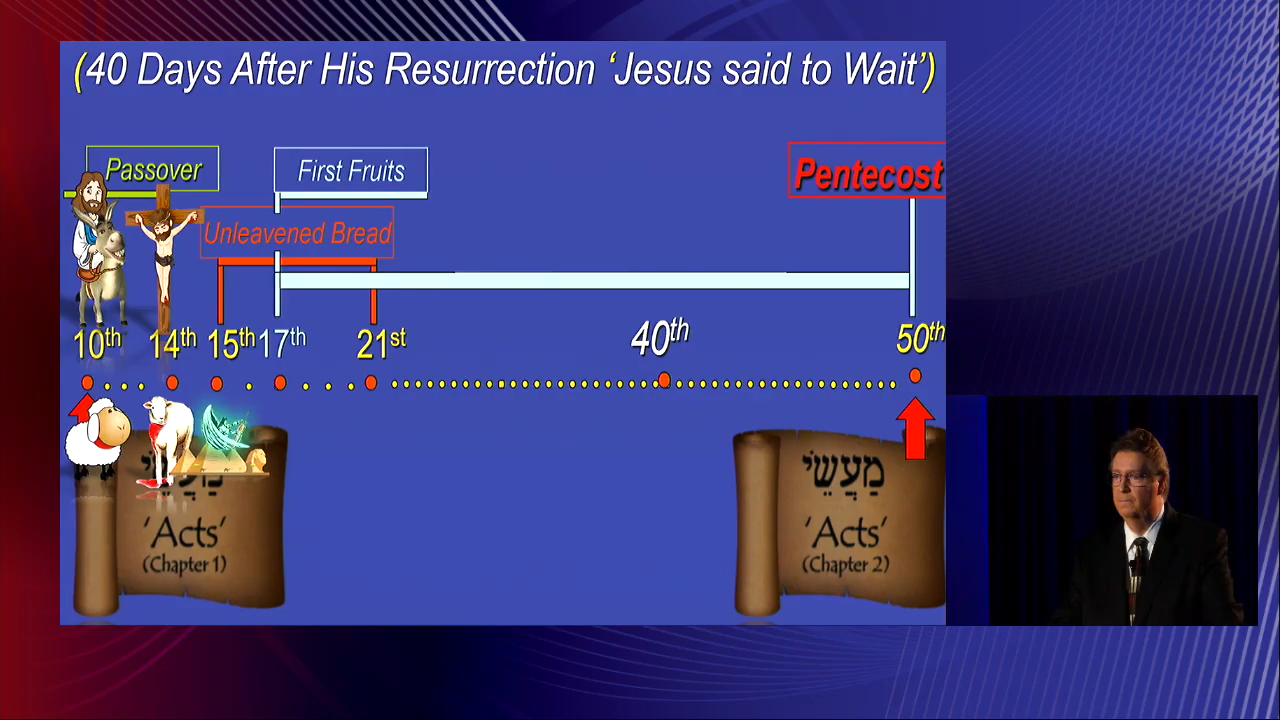 (40 Days After His Resurrection ‘Jesus said to Wait’)
Passover
First Fruits
Pentecost
Unleavened Bread
10th
14th
15th
17th
21st
40th
50th
מַעֲשֵׂי
‘Acts’
(Chapter 1)
מַעֲשֵׂי
‘Acts’
(Chapter 2)